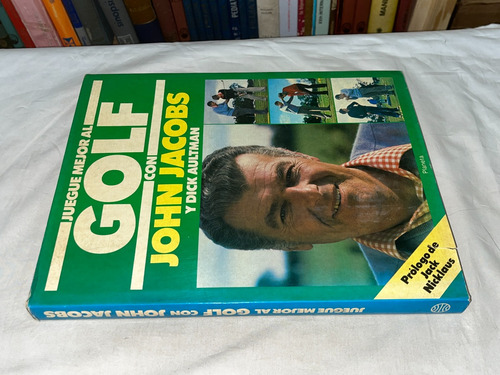 JUEGUE MEJOR AL
GOLF
CON
JOHN JACOBS
Y DICK AULTMAN
Planeta
Prólogo de
Jack
Nicklaus
JUEGUE MEJOR AL GOLF CON JOHN JACOBS